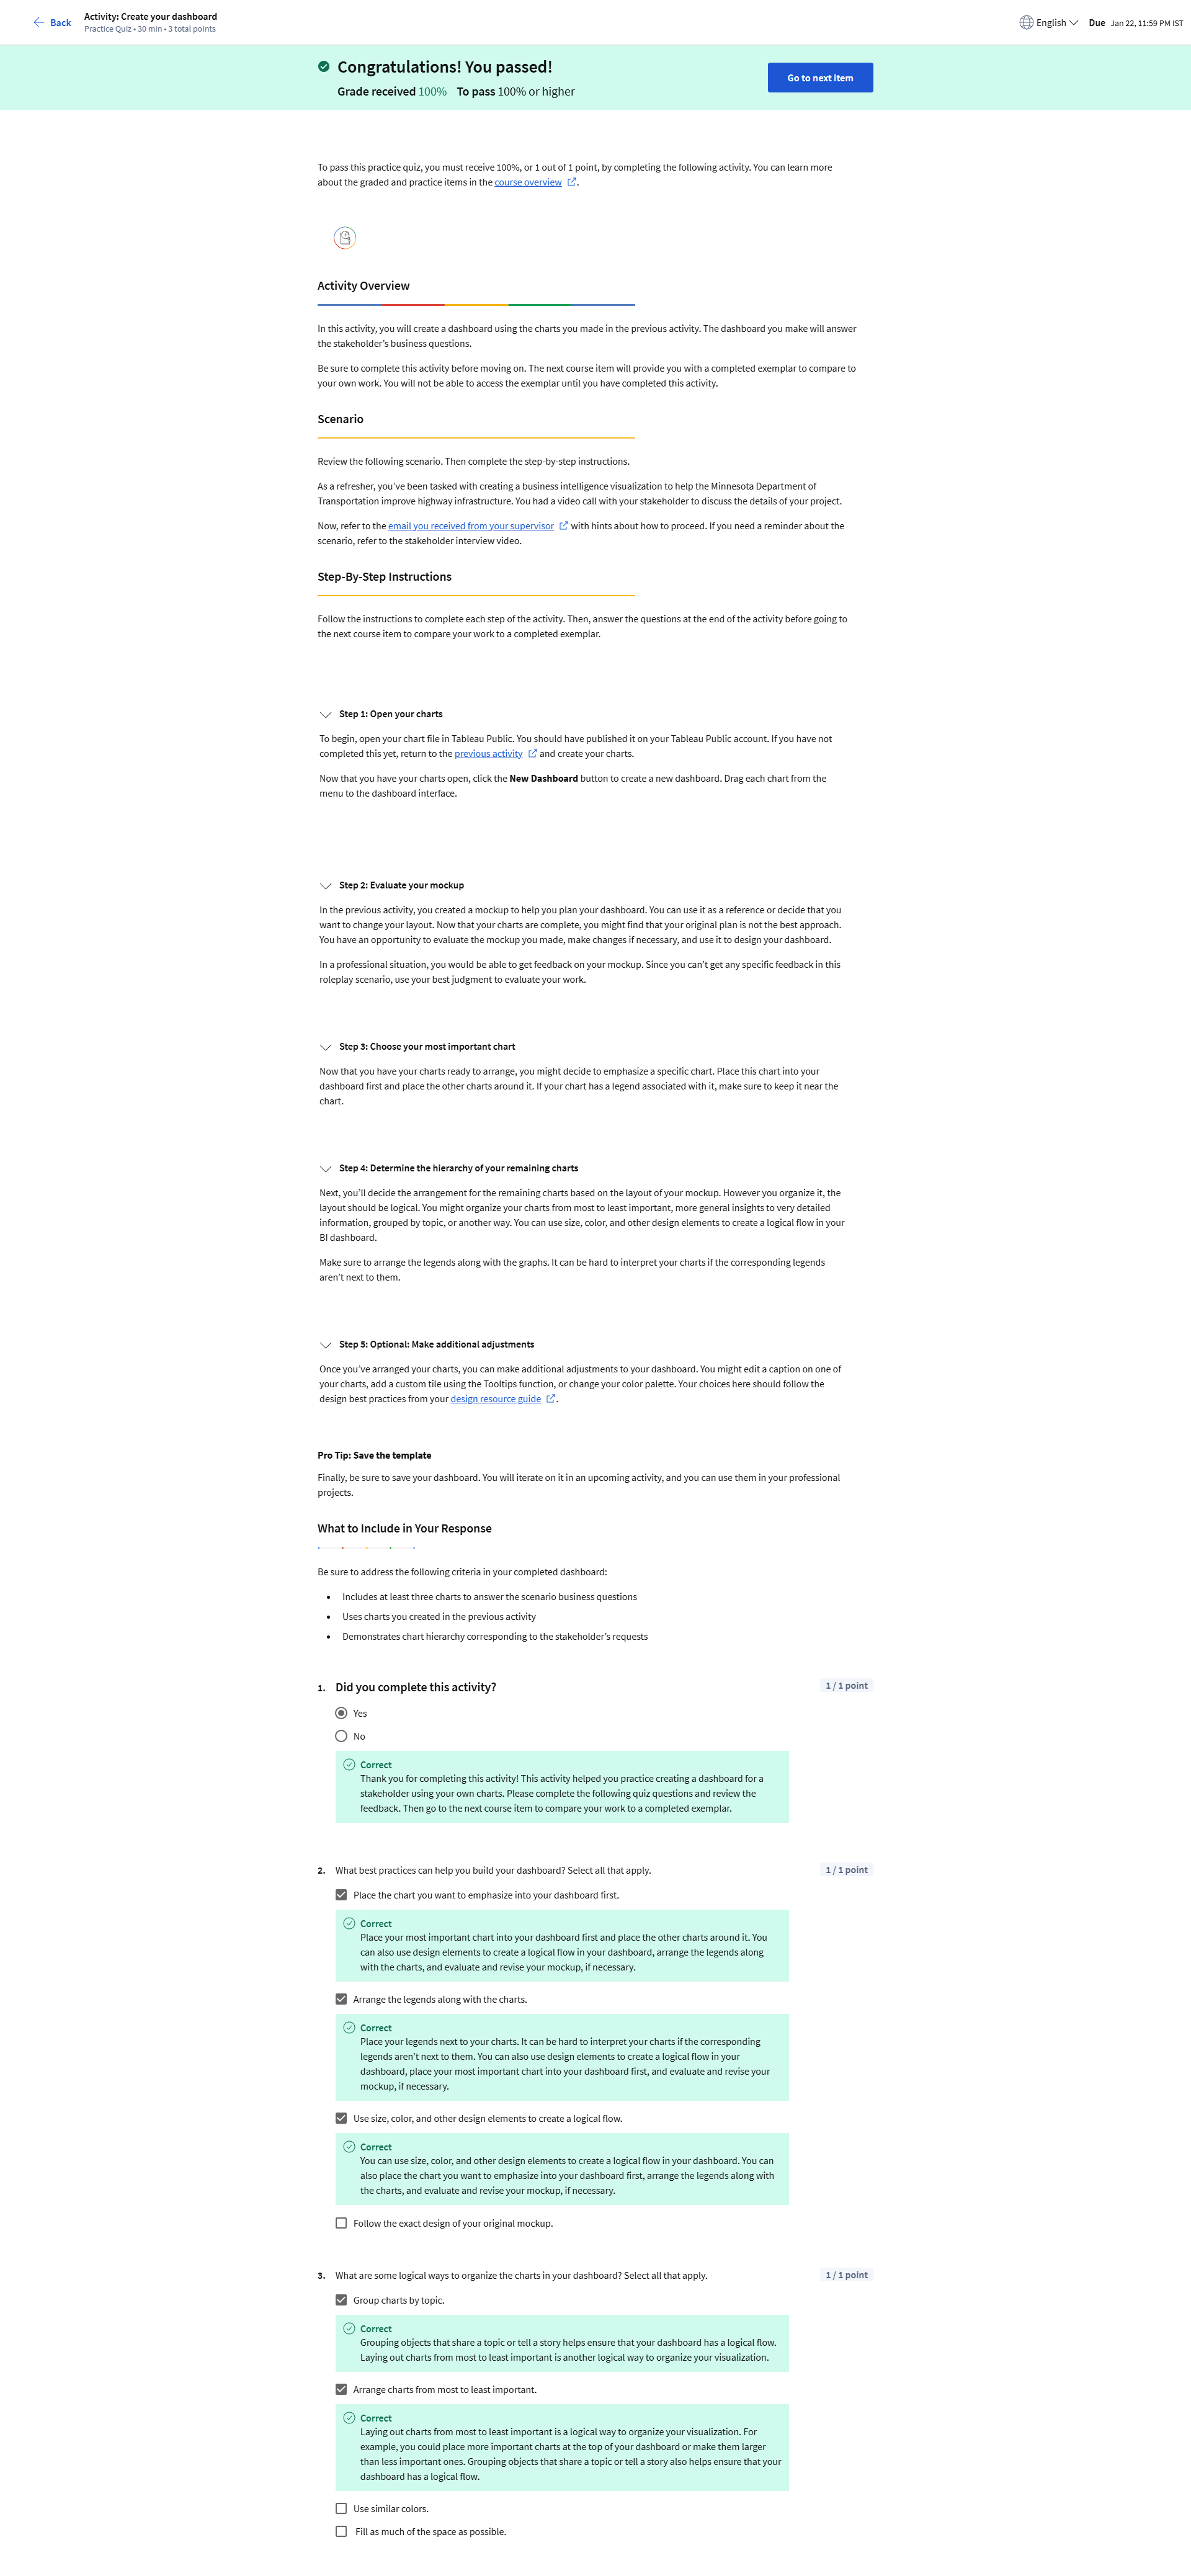 Back
Activity: Create your dashboard
Practice Quiz • 30 min • 3 total points
English
Due Jan 22, 11:59 PM IST
Congratulations! You passed!
Grade received 100% To pass 100% or higher
Go to next item
To pass this practice quiz, you must receive 100%, or 1 out of 1 point, by completing the following activity. You can learn more
about the graded and practice items in the course overview.
Activity Overview
In this activity, you will create a dashboard using the charts you made in the previous activity. The dashboard you make will answer
the stakeholder’s business questions.
Be sure to complete this activity before moving on. The next course item will provide you with a completed exemplar to compare to
your own work. You will not be able to access the exemplar until you have completed this activity.
Scenario
Review the following scenario. Then complete the step-by-step instructions.
As a refresher, you’ve been tasked with creating a business intelligence visualization to help the Minnesota Department of
Transportation improve highway infrastructure. You had a video call with your stakeholder to discuss the details of your project.
Now, refer to the email you received from your supervisor with hints about how to proceed. If you need a reminder about the
scenario, refer to the stakeholder interview video.
Step-By-Step Instructions
Follow the instructions to complete each step of the activity. Then, answer the questions at the end of the activity before going to
the next course item to compare your work to a completed exemplar.
Step 1: Open your charts
To begin, open your chart file in Tableau Public. You should have published it on your Tableau Public account. If you have not
completed this yet, return to the previous activity and create your charts.
Now that you have your charts open, click the New Dashboard button to create a new dashboard. Drag each chart from the
menu to the dashboard interface.
Step 2: Evaluate your mockup
In the previous activity, you created a mockup to help you plan your dashboard. You can use it as a reference or decide that you
want to change your layout. Now that your charts are complete, you might find that your original plan is not the best approach.
You have an opportunity to evaluate the mockup you made, make changes if necessary, and use it to design your dashboard.
In a professional situation, you would be able to get feedback on your mockup. Since you can’t get any specific feedback in this
roleplay scenario, use your best judgment to evaluate your work.
Step 3: Choose your most important chart
Now that you have your charts ready to arrange, you might decide to emphasize a specific chart. Place this chart into your
dashboard first and place the other charts around it. If your chart has a legend associated with it, make sure to keep it near the
chart.
Step 4: Determine the hierarchy of your remaining charts
Next, you’ll decide the arrangement for the remaining charts based on the layout of your mockup. However you organize it, the
layout should be logical. You might organize your charts from most to least important, more general insights to very detailed
information, grouped by topic, or another way. You can use size, color, and other design elements to create a logical flow in your
BI dashboard.
Make sure to arrange the legends along with the graphs. It can be hard to interpret your charts if the corresponding legends
aren’t next to them.
Step 5: Optional: Make additional adjustments
Once you’ve arranged your charts, you can make additional adjustments to your dashboard. You might edit a caption on one of
your charts, add a custom tile using the Tooltips function, or change your color palette. Your choices here should follow the
design best practices from your design resource guide.
Pro Tip: Save the template
Finally, be sure to save your dashboard. You will iterate on it in an upcoming activity, and you can use them in your professional
projects.
What to Include in Your Response
Be sure to address the following criteria in your completed dashboard:
• Includes at least three charts to answer the scenario business questions
• Uses charts you created in the previous activity
• Demonstrates chart hierarchy corresponding to the stakeholder’s requests
1. Did you complete this activity?
1 / 1 point
Yes
No
Correct
Thank you for completing this activity! This activity helped you practice creating a dashboard for a
stakeholder using your own charts. Please complete the following quiz questions and review the
feedback. Then go to the next course item to compare your work to a completed exemplar.
2. What best practices can help you build your dashboard? Select all that apply.
1 / 1 point
Place the chart you want to emphasize into your dashboard first.
Correct
Place your most important chart into your dashboard first and place the other charts around it. You
can also use design elements to create a logical flow in your dashboard, arrange the legends along
with the charts, and evaluate and revise your mockup, if necessary.
Arrange the legends along with the charts.
Correct
Place your legends next to your charts. It can be hard to interpret your charts if the corresponding
legends aren’t next to them. You can also use design elements to create a logical flow in your
dashboard, place your most important chart into your dashboard first, and evaluate and revise your
mockup, if necessary.
Use size, color, and other design elements to create a logical flow.
Correct
You can use size, color, and other design elements to create a logical flow in your dashboard. You can
also place the chart you want to emphasize into your dashboard first, arrange the legends along with
the charts, and evaluate and revise your mockup, if necessary.
Follow the exact design of your original mockup.
3. What are some logical ways to organize the charts in your dashboard? Select all that apply.
1 / 1 point
Group charts by topic.
Correct
Grouping objects that share a topic or tell a story helps ensure that your dashboard has a logical flow.
Laying out charts from most to least important is another logical way to organize your visualization.
Arrange charts from most to least important.
Correct
Laying out charts from most to least important is a logical way to organize your visualization. For
example, you could place more important charts at the top of your dashboard or make them larger
than less important ones. Grouping objects that share a topic or tell a story also helps ensure that your
dashboard has a logical flow.
Use similar colors.
Fill as much of the space as possible.